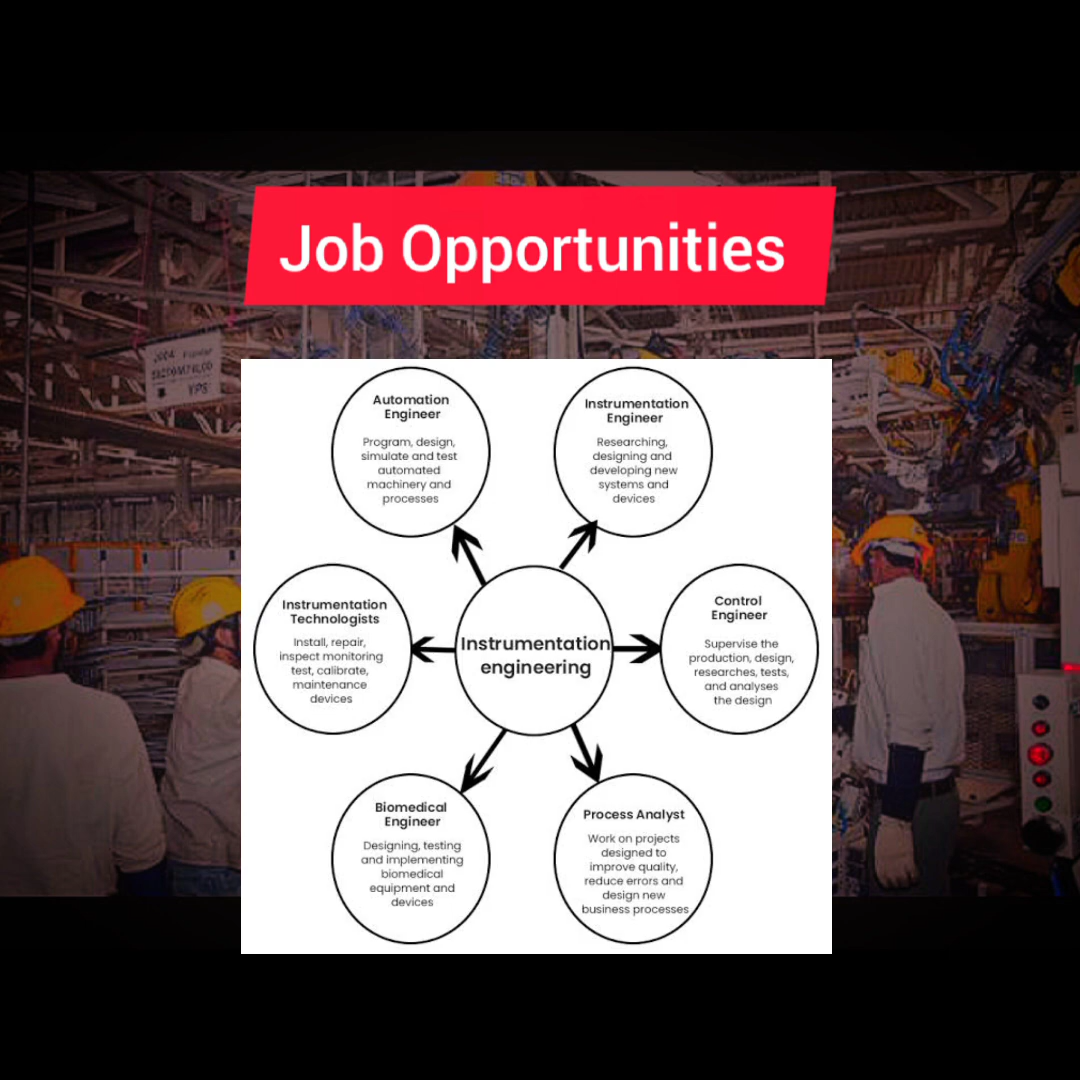 Job Opportunities
Automation
Engineer
Program, design,
simulate and test
automated
machinery and
processes
Instrumentation
Engineer
Researching,
designing and
developing new
systems and
devices
Instrumentation
Technologists
Install, repair,
inspect monitoring
test, calibrate,
maintenance
devices
Instrumentation
engineering
Control
Engineer
Supervise the
production, design,
researches, tests,
and analyses
the design
Biomedical
Engineer
Designing, testing
and implementing
biomedical
equipment and
devices
Process Analyst
Work on projects
designed to
improve quality,
reduce errors and
design new
business processes
YPS